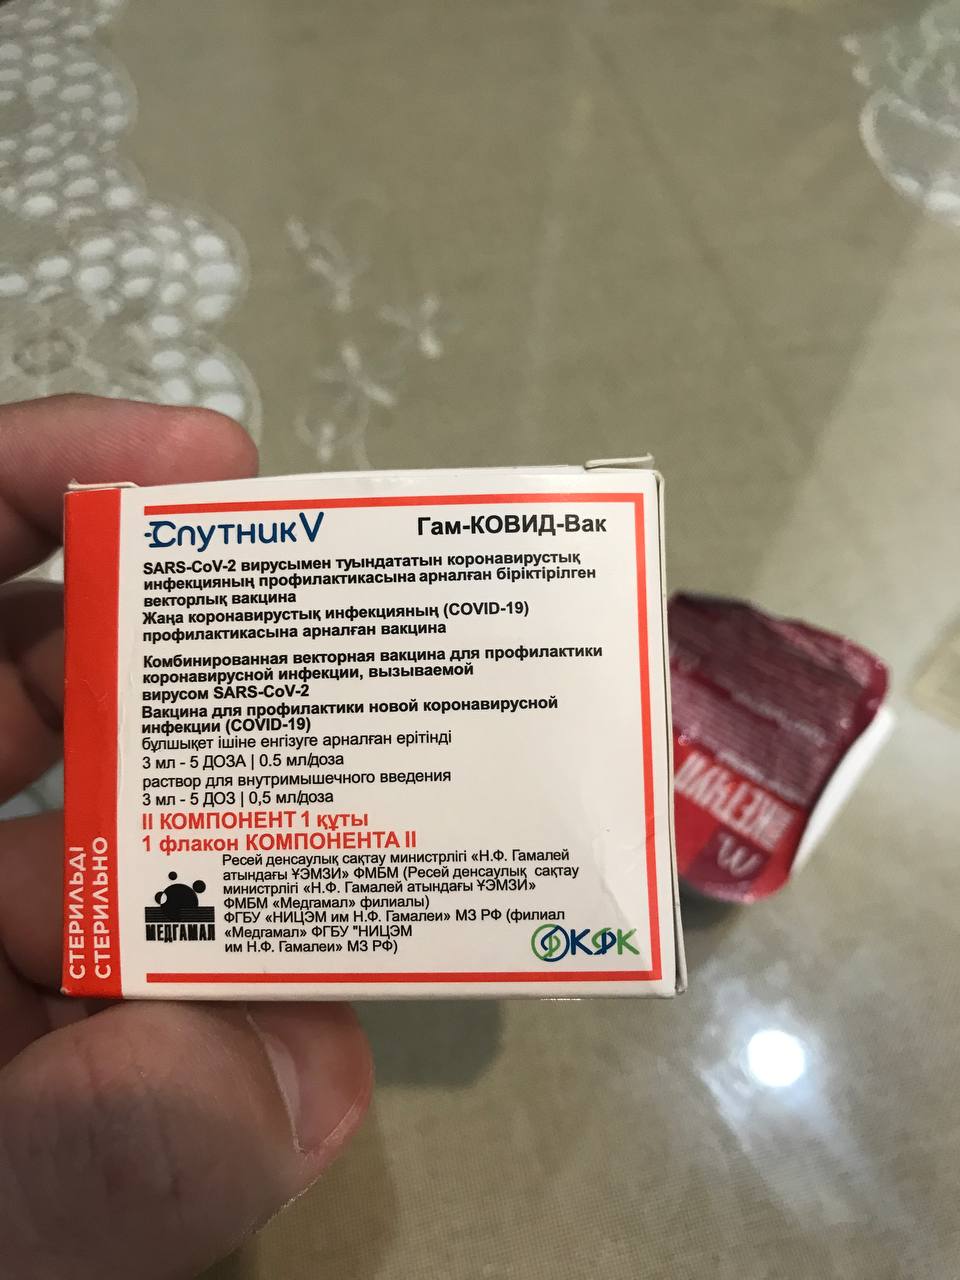 СпутникV
Гам-КОВИД-Вак
SARS-CoV-2 вирусымен туындататын коронавирустық
инфекцияның профилактикасына арналған біріктірілген
векторлық вакцина
Жаңа коронавирустық инфекцияның (COVID-19)
профилактикасына арналған вакцина
Комбинированная векторная вакцина для профилактики
коронавирусной инфекции, вызываемой
вирусом SARS-CoV-2
Вакцина для профилактики новой коронавирусной
инфекции (COVID-19)
бұлшықет ішіне енгізуге арналған ерітінді
3 мл - 5 ДОЗА | 0.5 мл/доза
раствор для внутримышечного введения
3 мл - 5 ДОЗ | 0,5 мл/доза
II КОМПОНЕНТ 1 құты
1 флакон КОМПОНЕНТА II
Ресей денсаулық сақтау министрлігі «Н.Ф. Гамалей
атындағы ҰЭМЗИ» ФМБМ (Ресей денсаулық сақтау
министрлігі «Н.Ф. Гамалей атындағы ҰЭМЗИ»
ФМБМ «Медгамал» филиалы)
ФГБУ «НИЦЭМ им Н.Ф. Гамалеи» МЗ РФ (филиал
«Медгамал» ФГБУ "НИЦЭМ
им Н.Ф. Гамалеи» МЗ РФ)
МЕДГАМАЛ
КФК
СТЕРИЛЬДІ
СТЕРИЛЬНО